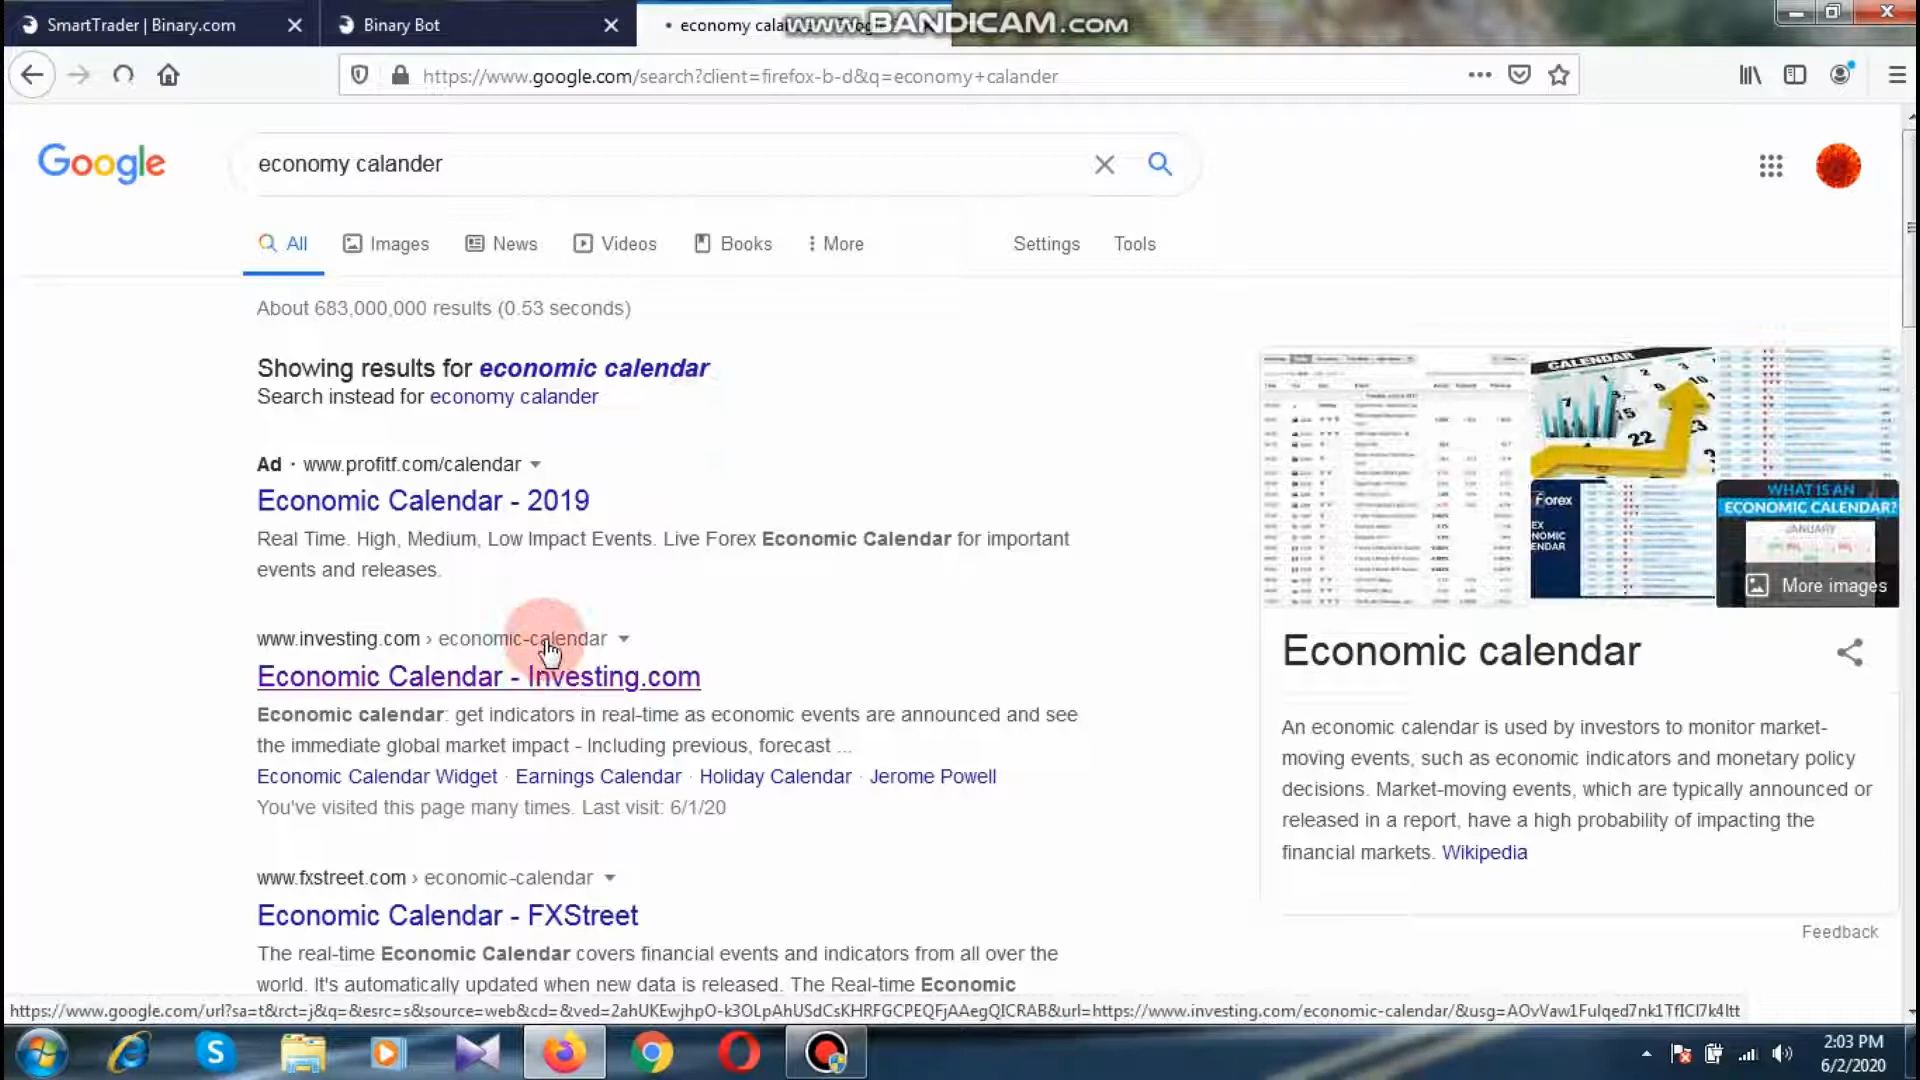 SmartTrader | Binary.com
Binary Bot
economy cala
www.BANDICAM.com
https://www.google.com/search?client=firefox-b-d&q=economy+calander
Google
economy calander
All
Images
News
Videos
Books
More
Settings
Tools
About 683,000,000 results (0.53 seconds)
Showing results for economic calendar
Search instead for economy calander
Ad · www.profitf.com/calendar
Economic Calendar - 2019
Real Time. High, Medium, Low Impact Events. Live Forex Economic Calendar for important
events and releases.
www.investing.com › economic-calendar
Economic Calendar - Investing.com
Economic calendar: get indicators in real-time as economic events are announced and see
the immediate global market impact - Including previous, forecast ...
Economic Calendar Widget · Earnings Calendar · Holiday Calendar · Jerome Powell
You've visited this page many times. Last visit: 6/1/20
www.fxstreet.com › economic-calendar
Economic Calendar - FXStreet
The real-time Economic Calendar covers financial events and indicators from all over the
world. It's automatically updated when new data is released. The Real-time Economic
CALENDAR
22
23
15
Forex
EX
NOMIC
ENDAR
WHAT IS AN
ECONOMIC CALENDAR?
JANUARY
More images
Economic calendar
An economic calendar is used by investors to monitor market-
moving events, such as economic indicators and monetary policy
decisions. Market-moving events, which are typically announced or
released in a report, have a high probability of impacting the
financial markets. Wikipedia
Feedback
https://www.google.com/url?sa=t&rct=j&q=&esrc=s&source=web&cd=&ved=2ahUKEwjhpO-k3OLpAhUSdCsKHRFGCPEQFjAAegQICRAB&url=https://www.investing.com/economic-calendar/&usg=AOvVaw1Fulqed7nk1TfICl7k4ltt
2:03 PM
6/2/2020